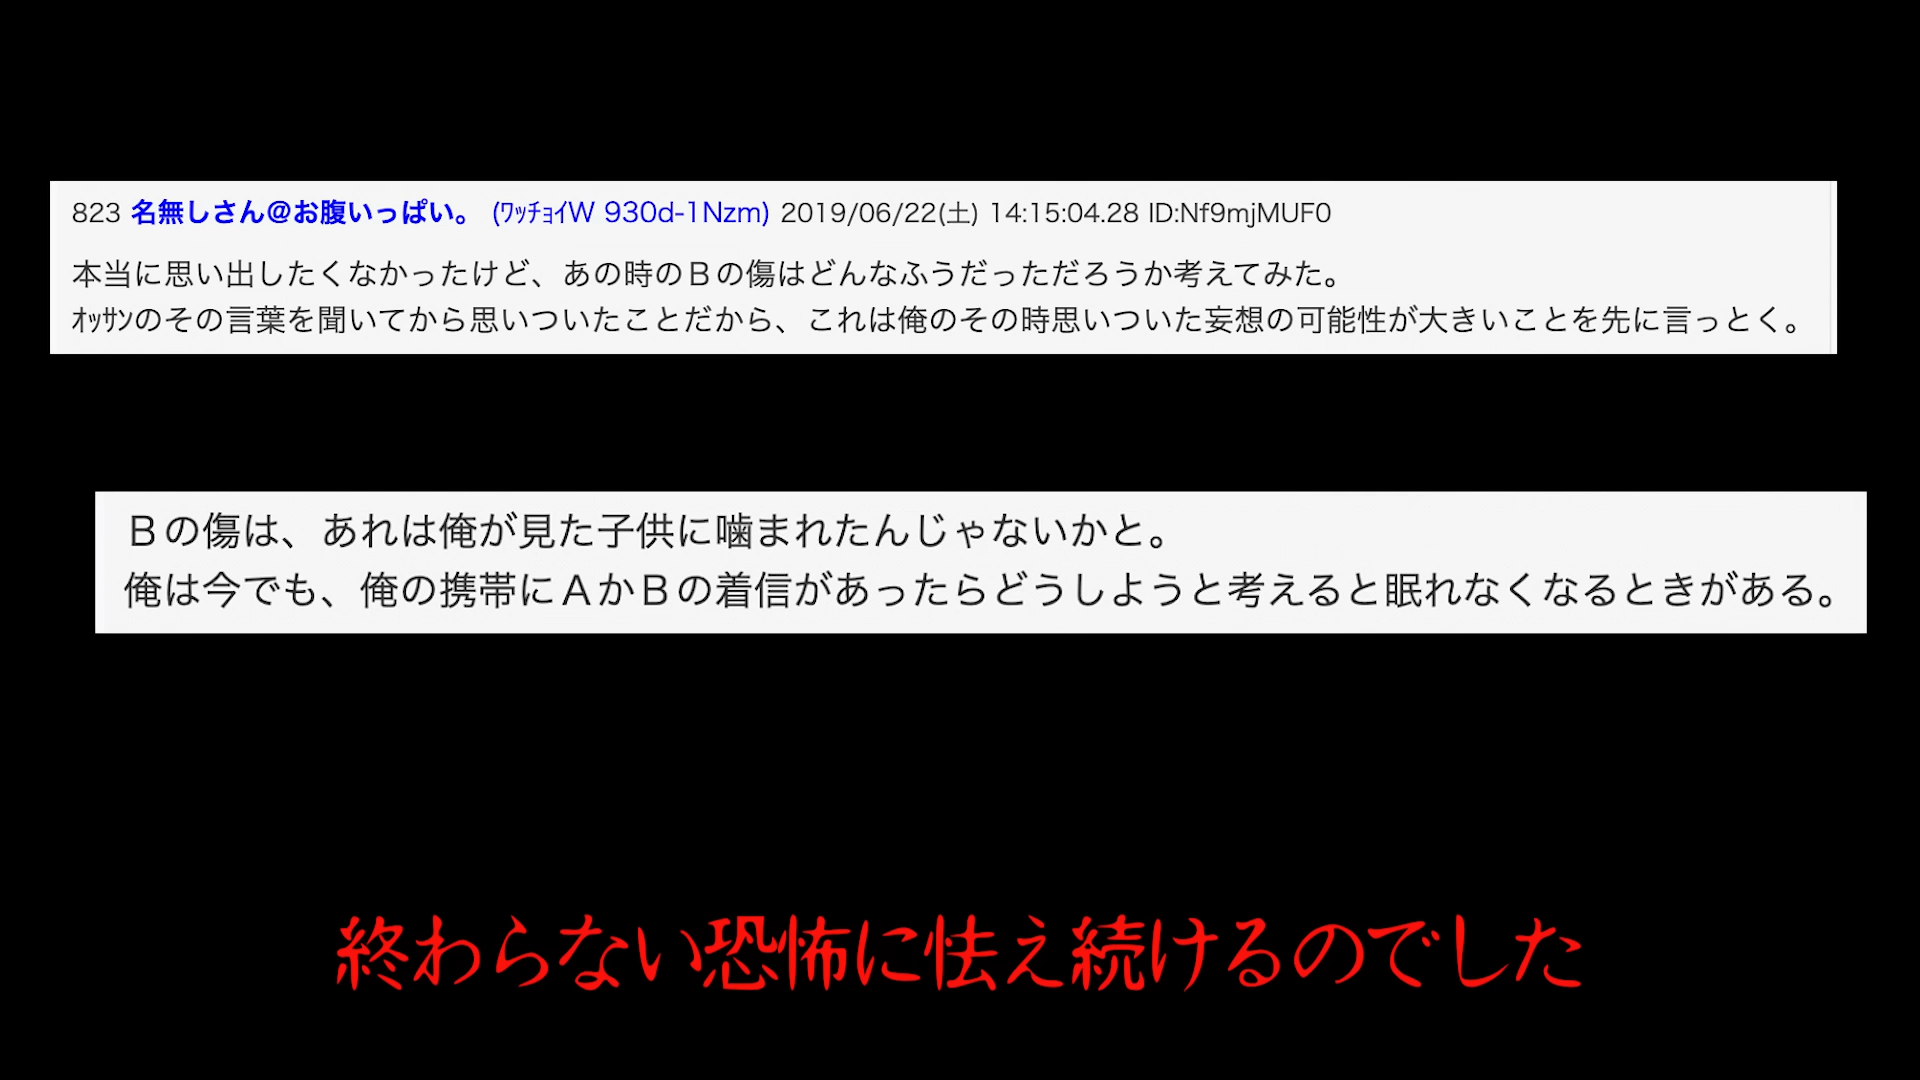 823 名無しさん@お腹いっぱい。 (ﾜｯﾁｮｲW 930d-1Nzm) 2019/06/22(土) 14:15:04.28 ID:Nf9mjMUF0
本当に思い出したくなかったけど、あの時のＢの傷はどんなふうだっただろうか考えてみた。
ｵｯｻﾝのその言葉を聞いてから思いついたことだから、これは俺のその時思いついた妄想の可能性が大きいことを先に言っとく。
Ｂの傷は、あれは俺が見た子供に噛まれたんじゃないかと。
俺は今でも、俺の携帯にＡかＢの着信があったらどうしようと考えると眠れなくなるときがある。
終わらない恐怖に怯え続けるのでした